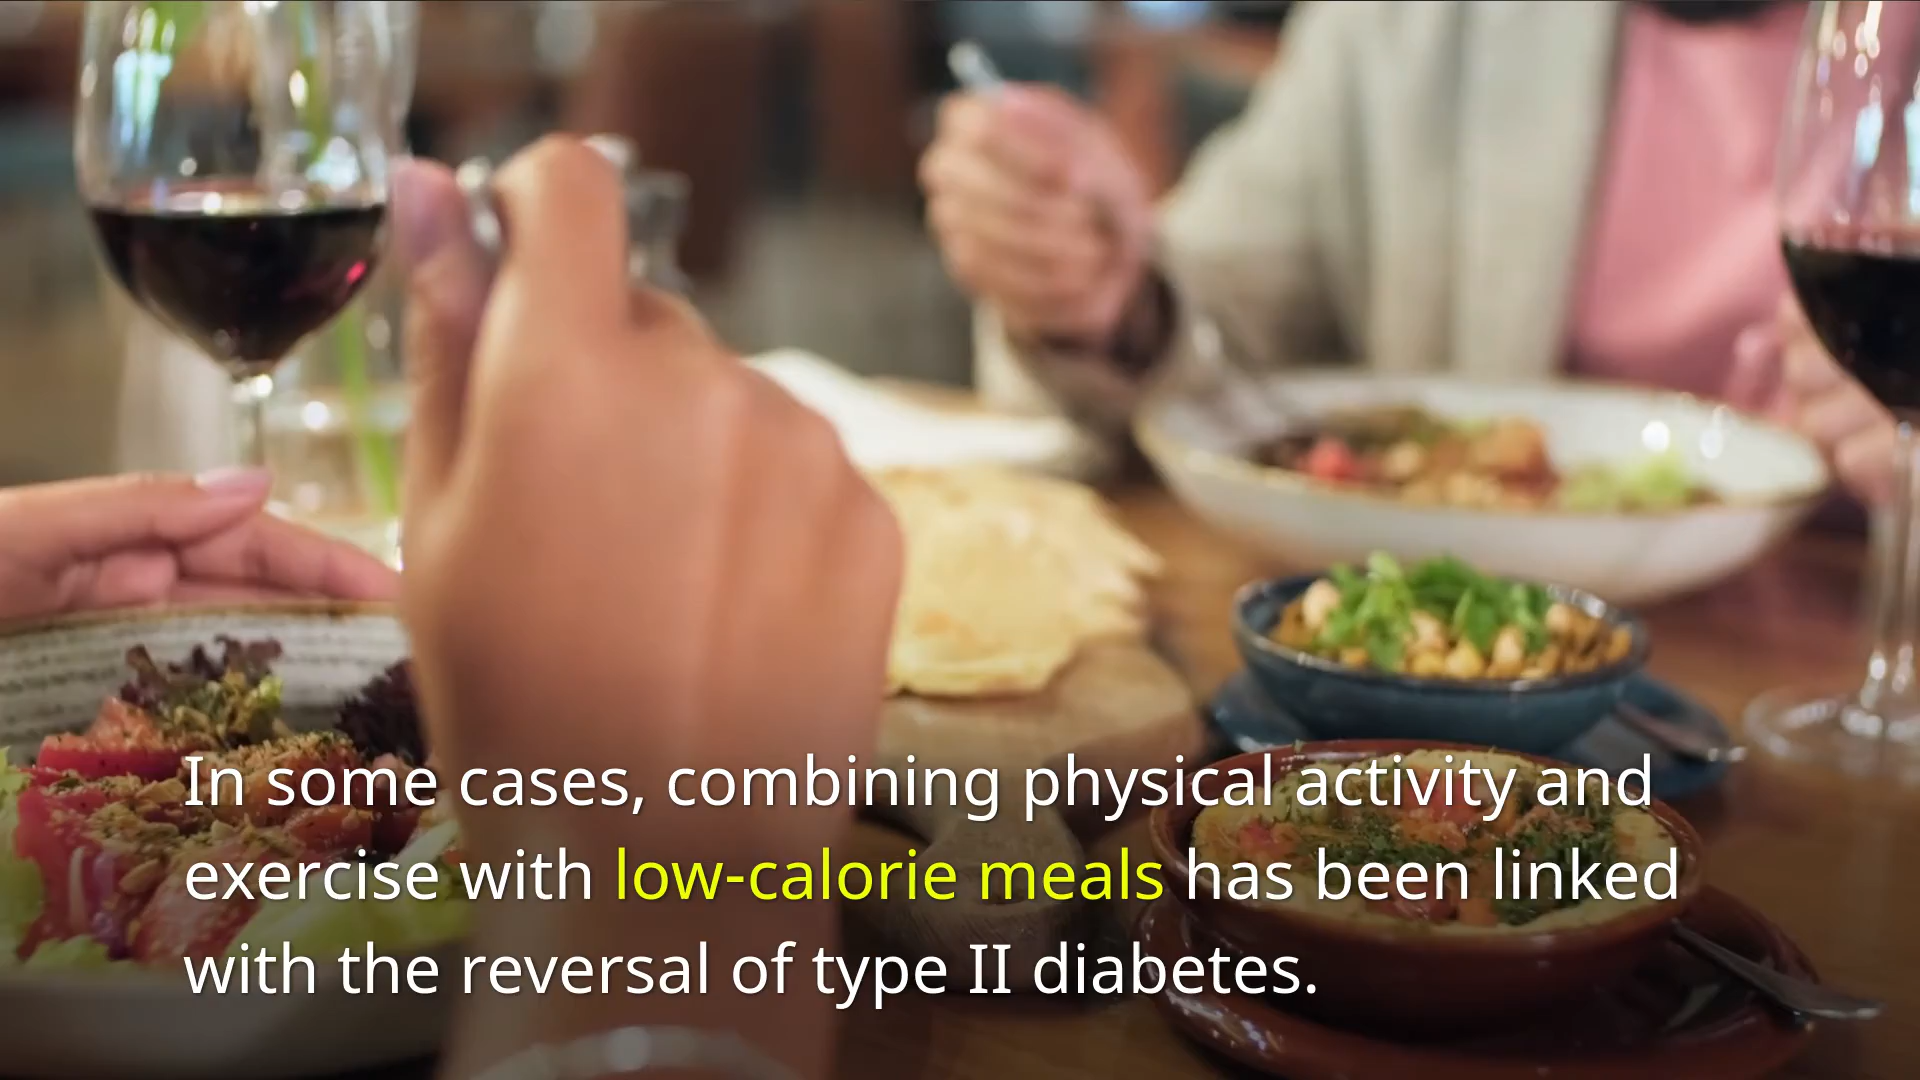 In some cases, combining physical activity and
exercise with low-calorie meals has been linked
with the reversal of type II diabetes.